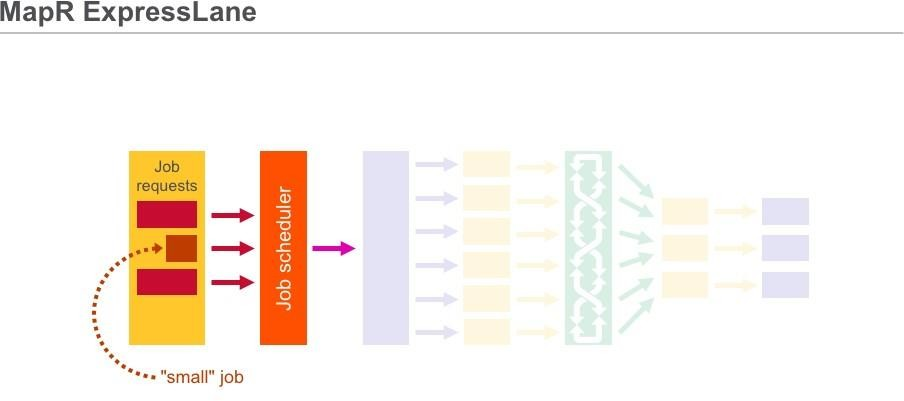 MapR ExpressLane
Job
requests
Job scheduler
"small" job